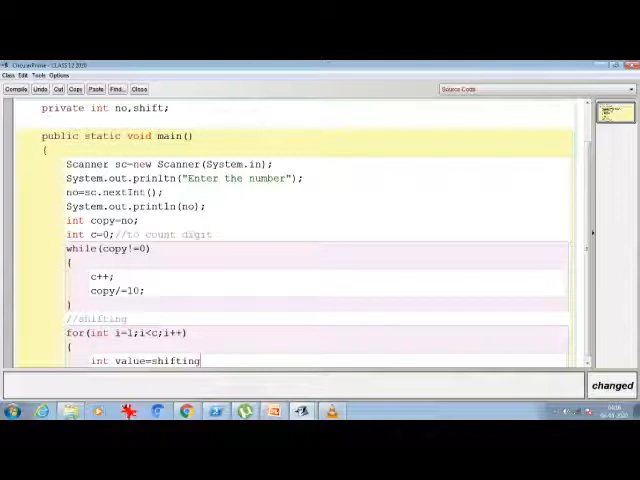 CircularPrime - CLASS 12 2019
Class Edit Tools Options
Compile Undo Cut Copy Paste Find... Close Source Code
private int no,shift;
public static void main()
{
Scanner sc=new Scanner(System.in);
System.out.priltn("Enter the number");
no=sc.nextInt();
System.out.println(no);
int copy=no;
int c=0;//to count digit
while(copy!=0)
{
c++;
copy/=10;
}
//shifting
for(int i=1;i<c;i++)
{
int value=shifting
changed